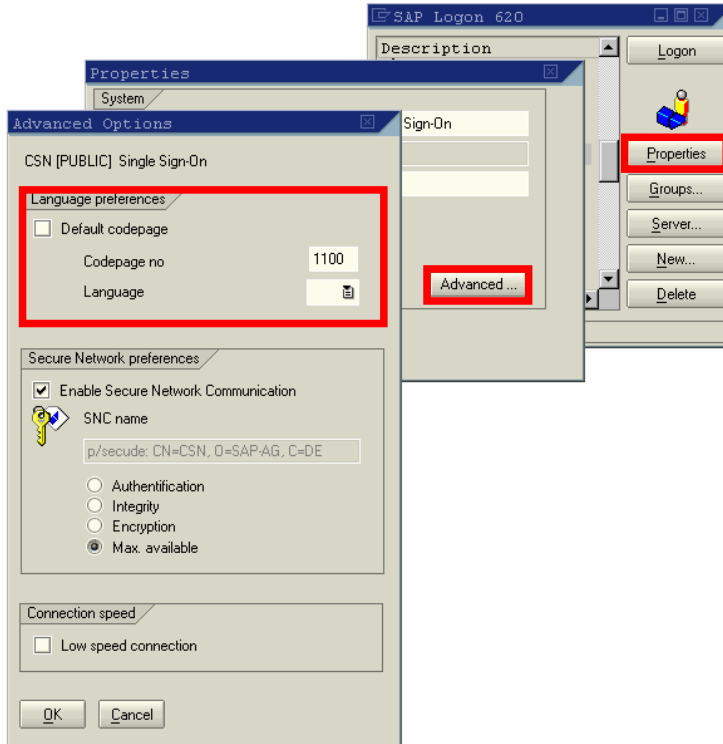 SAP Logon 620
Description
Logon
Properties
Groups...
Server...
New...
Delete
Properties
System
Sign-On
Advanced ...
Advanced Options
CSN [PUBLIC] Single Sign-On
Language preferences
Default codepage
Codepage no 1100
Language
Secure Network preferences
Enable Secure Network Communication
SNC name
p/secude: CN=CSN, O=SAP-AG, C=DE
Authentification
Integrity
Encryption
Max. available
Connection speed
Low speed connection
OK Cancel